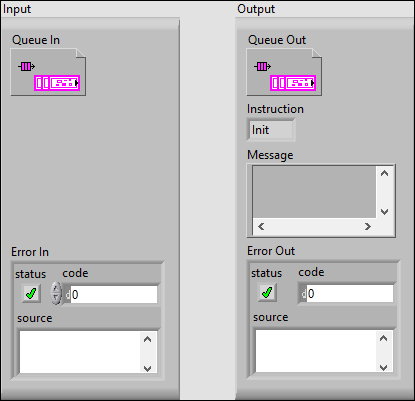 Input
Queue In
Error In
status code
d 0
source
Output
Queue Out
Instruction
Init
Message
Error Out
status code
d 0
source